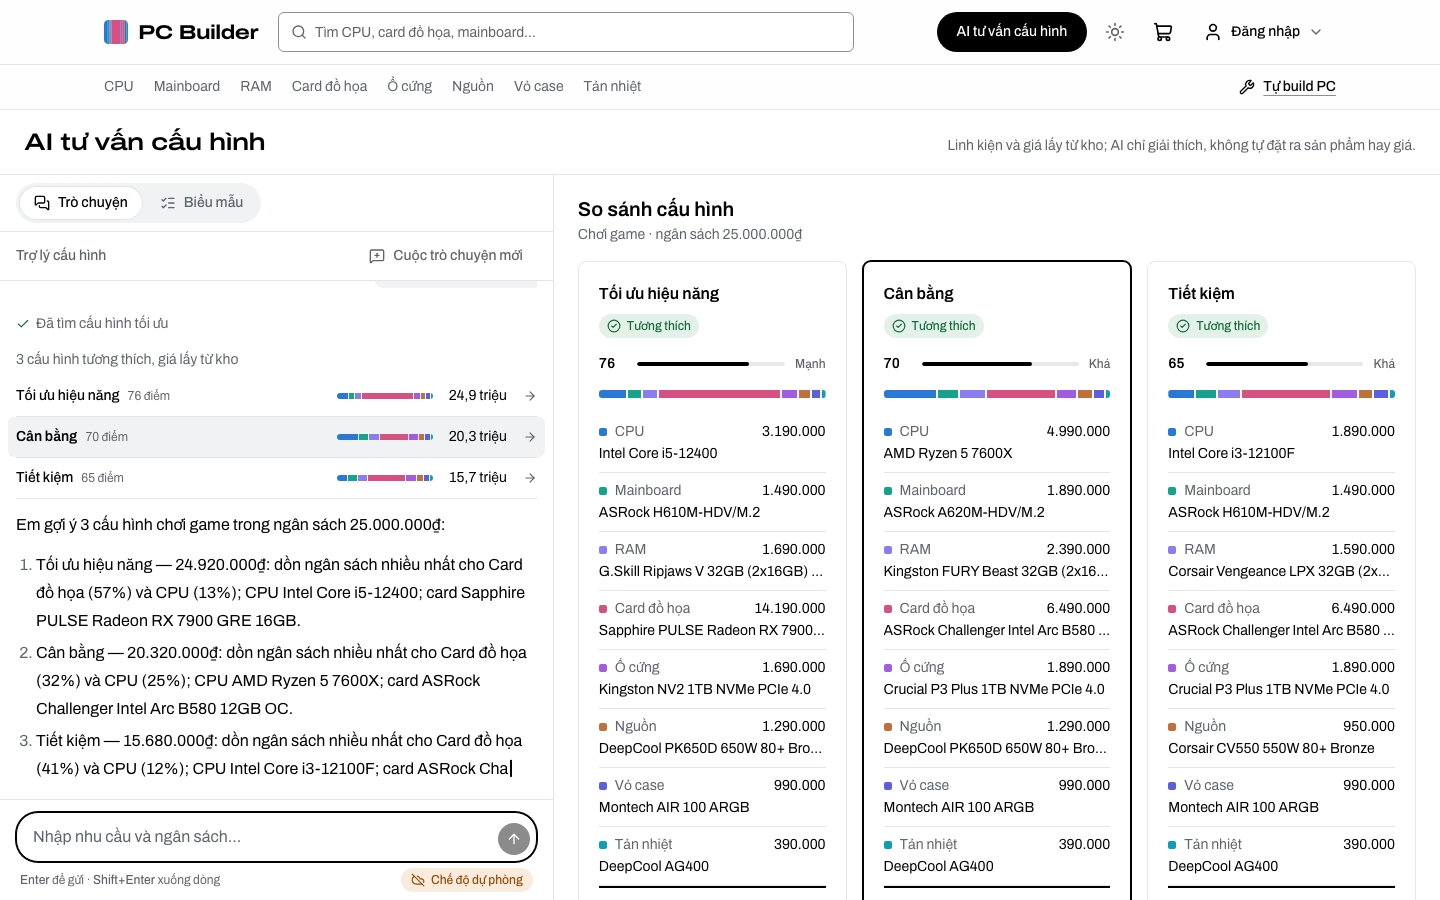 PC Builder
Tìm CPU, card đồ họa, mainboard...
AI tư vấn cấu hình
Đăng nhập
CPU
Mainboard
RAM
Card đồ họa
Ổ cứng
Nguồn
Vỏ case
Tản nhiệt
Tự build PC
AI tư vấn cấu hình
Linh kiện và giá lấy từ kho; AI chỉ giải thích, không tự đặt ra sản phẩm hay giá.
Trò chuyện
Biểu mẫu
Trợ lý cấu hình
Cuộc trò chuyện mới
Đã tìm cấu hình tối ưu
3 cấu hình tương thích, giá lấy từ kho
Tối ưu hiệu năng 76 điểm 24,9 triệu
Cân bằng 70 điểm 20,3 triệu
Tiết kiệm 65 điểm 15,7 triệu
Em gợi ý 3 cấu hình chơi game trong ngân sách 25.000.000₫:
1. Tối ưu hiệu năng — 24.920.000₫: dồn ngân sách nhiều nhất cho Card
đồ họa (57%) và CPU (13%); CPU Intel Core i5-12400; card Sapphire
PULSE Radeon RX 7900 GRE 16GB.
2. Cân bằng — 20.320.000₫: dồn ngân sách nhiều nhất cho Card đồ họa
(32%) và CPU (25%); CPU AMD Ryzen 5 7600X; card ASRock
Challenger Intel Arc B580 12GB OC.
3. Tiết kiệm — 15.680.000₫: dồn ngân sách nhiều nhất cho Card đồ họa
(41%) và CPU (12%); CPU Intel Core i3-12100F; card ASRock Cha
Nhập nhu cầu và ngân sách...
Enter để gửi · Shift+Enter xuống dòng
Chế độ dự phòng
So sánh cấu hình
Chơi game · ngân sách 25.000.000₫
Tối ưu hiệu năng
Tương thích
76 Mạnh
CPU 3.190.000
Intel Core i5-12400
Mainboard 1.490.000
ASRock H610M-HDV/M.2
RAM 1.690.000
G.Skill Ripjaws V 32GB (2x16GB) ...
Card đồ họa 14.190.000
Sapphire PULSE Radeon RX 7900...
Ổ cứng 1.690.000
Kingston NV2 1TB NVMe PCIe 4.0
Nguồn 1.290.000
DeepCool PK650D 650W 80+ Bro...
Vỏ case 990.000
Montech AIR 100 ARGB
Tản nhiệt 390.000
DeepCool AG400
Cân bằng
Tương thích
70 Khá
CPU 4.990.000
AMD Ryzen 5 7600X
Mainboard 1.890.000
ASRock A620M-HDV/M.2
RAM 2.390.000
Kingston FURY Beast 32GB (2x16...
Card đồ họa 6.490.000
ASRock Challenger Intel Arc B580 ...
Ổ cứng 1.890.000
Crucial P3 Plus 1TB NVMe PCIe 4.0
Nguồn 1.290.000
DeepCool PK650D 650W 80+ Bro...
Vỏ case 990.000
Montech AIR 100 ARGB
Tản nhiệt 390.000
DeepCool AG400
Tiết kiệm
Tương thích
65 Khá
CPU 1.890.000
Intel Core i3-12100F
Mainboard 1.490.000
ASRock H610M-HDV/M.2
RAM 1.590.000
Corsair Vengeance LPX 32GB (2x...
Card đồ họa 6.490.000
ASRock Challenger Intel Arc B580 ...
Ổ cứng 1.890.000
Crucial P3 Plus 1TB NVMe PCIe 4.0
Nguồn 950.000
Corsair CV550 550W 80+ Bronze
Vỏ case 990.000
Montech AIR 100 ARGB
Tản nhiệt 390.000
DeepCool AG400